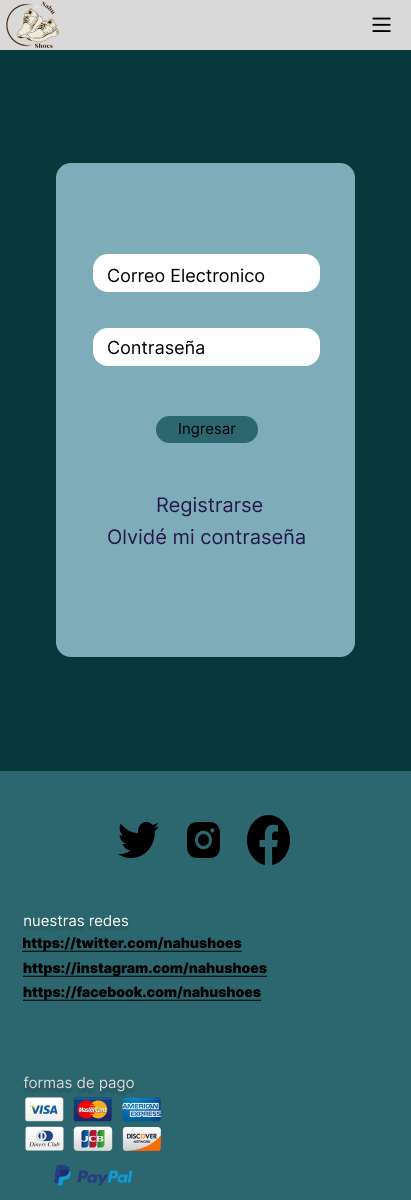 Nahu
Shoes
Correo Electronico
Contraseña
Ingresar
Registrarse
Olvidé mi contraseña
nuestras redes
https://twitter.com/nahushoes
https://instagram.com/nahushoes
https://facebook.com/nahushoes
formas de pago
VISA MasterCard AMERICAN EXPRESS
Diners Club JCB DISCOVER NETWORK
PayPal